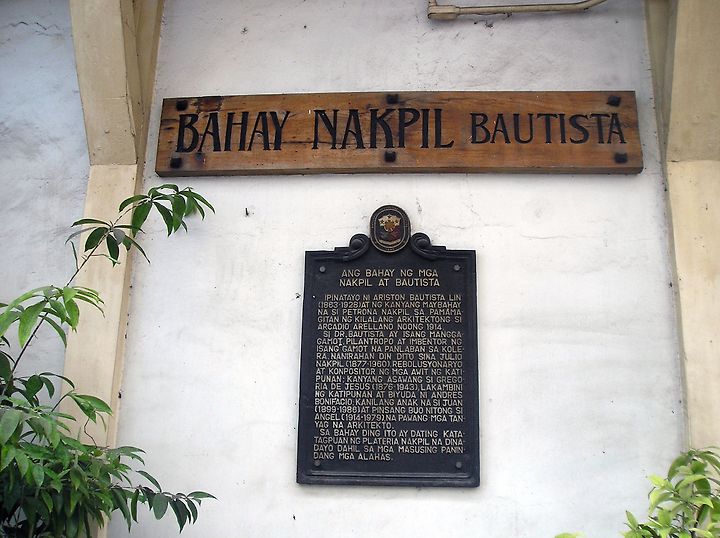 BAHAY NAKPIL BAUTISTA
ANG BAHAY NG MGA
NAKPIL AT BAUTISTA
IPINATAYO NI ARISTON BAUTISTA LIN
(1863-1928) AT NG KANYANG MAYBAHAY
NA SI PETRONA NAKPIL SA PAMAMA
GITAN NG KILALANG ARKITEKTONG SI
ARCADIO ARELLANO NOONG 1914.
SI DR. BAUTISTA AY ISANG MANGGA-
GAMOT, PILANTROPO AT IMBENTOR NG
ISANG GAMOT NA PANLABAN SA KOLE-
RA. NANIRAHAN DIN DITO SINA JULIO
NAKPIL (1877-1960), REBOLUSYONARYO
AT KONPOSITOR NG MGA AWIT NG KATI-
PUNAN; KANYANG ASAWANG SI GREGO
RIA DE JESUS (1876-1943), LAKAMBINI
NG KATIPUNAN AT BIYUDA NI ANDRES
BONIFACIO; KANILANG ANAK NA SI JUAN
(1899-1986) AT PINSANG BUO NITONG SI
ANGEL (1914-1979) NA PAWANG MGA TAN-
YAG NA ARKITEKTO.
SA BAHAY DING ITO AY DATING KATA-
TAGPUAN NG PLATERIA NAKPIL NA DINA-
DAYO DAHIL SA MGA MASUSING PANIN-
DANG MGA ALAHAS.